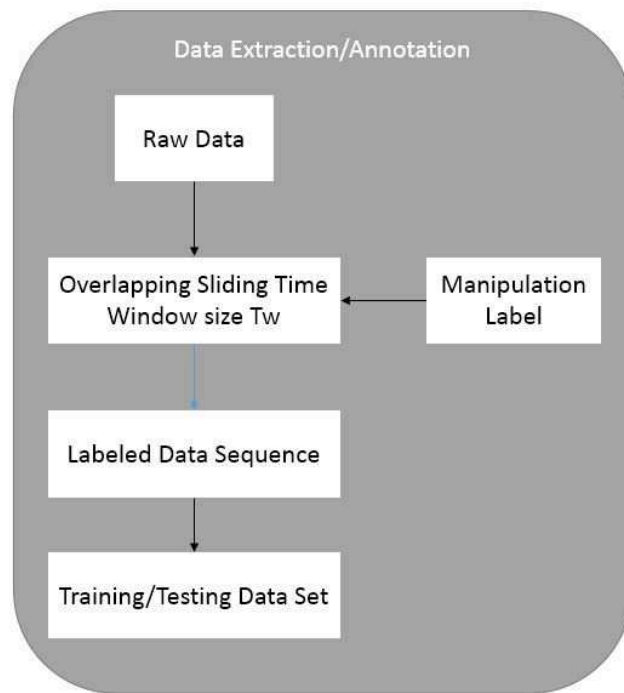 Data Extraction/Annotation
Raw Data
Overlapping Sliding Time
Window size Tw
Manipulation
Label
Labeled Data Sequence
Training/Testing Data Set